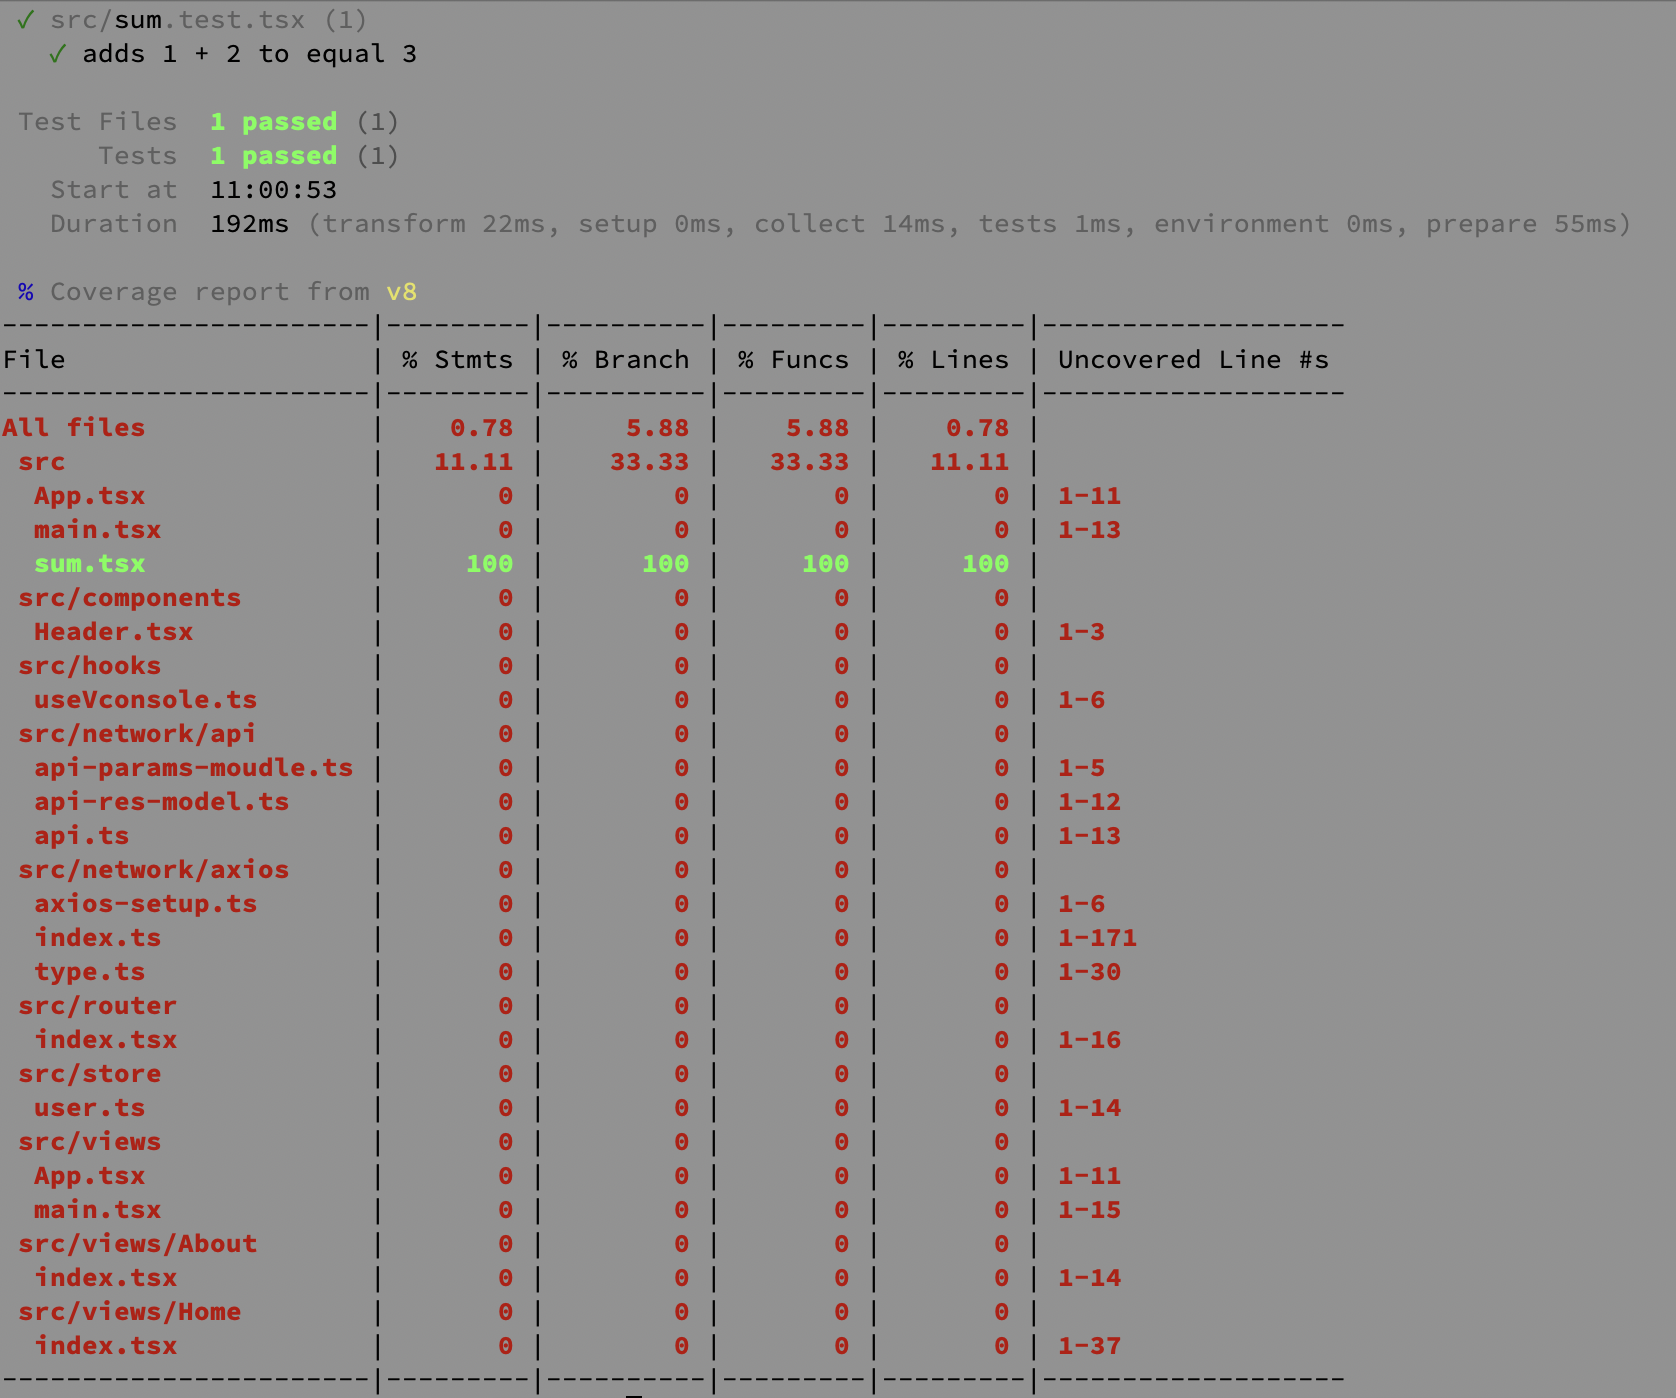 ✓ src/sum.test.tsx (1)
✓ adds 1 + 2 to equal 3
Test Files 1 passed (1)
Tests 1 passed (1)
Start at 11:00:53
Duration 192ms (transform 22ms, setup 0ms, collect 14ms, tests 1ms, environment 0ms, prepare 55ms)
% Coverage report from v8
-----------------------|---------|----------|---------|---------|-------------------
File | % Stmts | % Branch | % Funcs | % Lines | Uncovered Line #s
-----------------------|---------|----------|---------|---------|-------------------
All files | 0.78 | 5.88 | 5.88 | 0.78 |
src | 11.11 | 33.33 | 33.33 | 11.11 |
App.tsx | 0 | 0 | 0 | 0 | 1-11
main.tsx | 0 | 0 | 0 | 0 | 1-13
sum.tsx | 100 | 100 | 100 | 100 |
src/components | 0 | 0 | 0 | 0 |
Header.tsx | 0 | 0 | 0 | 0 | 1-3
src/hooks | 0 | 0 | 0 | 0 |
useVconsole.ts | 0 | 0 | 0 | 0 | 1-6
src/network/api | 0 | 0 | 0 | 0 |
api-params-moudle.ts | 0 | 0 | 0 | 0 | 1-5
api-res-model.ts | 0 | 0 | 0 | 0 | 1-12
api.ts | 0 | 0 | 0 | 0 | 1-13
src/network/axios | 0 | 0 | 0 | 0 |
axios-setup.ts | 0 | 0 | 0 | 0 | 1-6
index.ts | 0 | 0 | 0 | 0 | 1-171
type.ts | 0 | 0 | 0 | 0 | 1-30
src/router | 0 | 0 | 0 | 0 |
index.tsx | 0 | 0 | 0 | 0 | 1-16
src/store | 0 | 0 | 0 | 0 |
user.ts | 0 | 0 | 0 | 0 | 1-14
src/views | 0 | 0 | 0 | 0 |
App.tsx | 0 | 0 | 0 | 0 | 1-11
main.tsx | 0 | 0 | 0 | 0 | 1-15
src/views/About | 0 | 0 | 0 | 0 |
index.tsx | 0 | 0 | 0 | 0 | 1-14
src/views/Home | 0 | 0 | 0 | 0 |
index.tsx | 0 | 0 | 0 | 0 | 1-37
-----------------------|---------|----------|---------|---------|-------------------